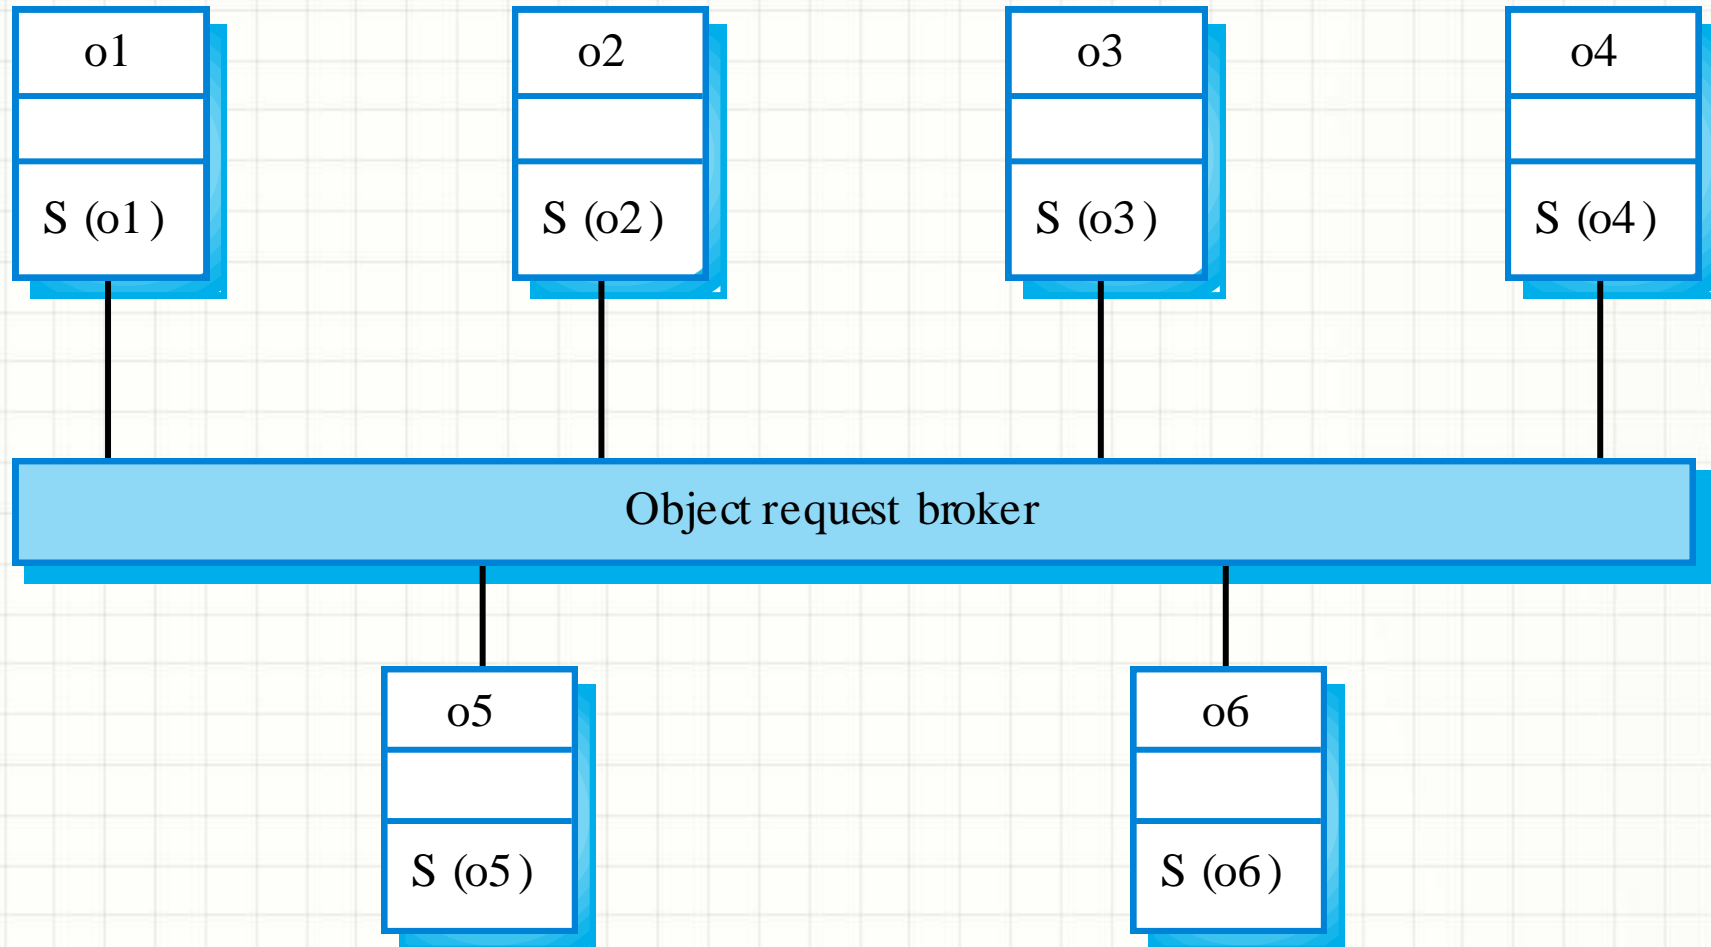 o1
o2
o3
o4
S (o1)
S (o2)
S (o3)
S (o4)
Object request broker
o5
o6
S (o5)
S (o6)